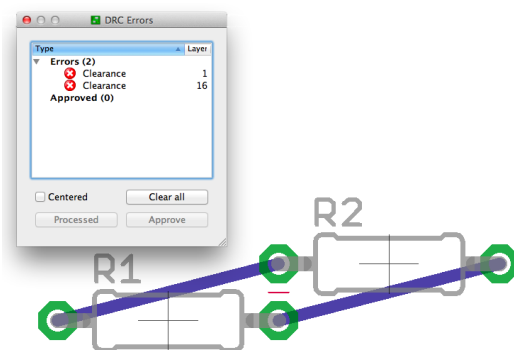 DRC Errors
Type Layer
Errors (2)
Clearance 1
Clearance 16
Approved (0)
Centered Clear all
Processed Approve
R2
R1